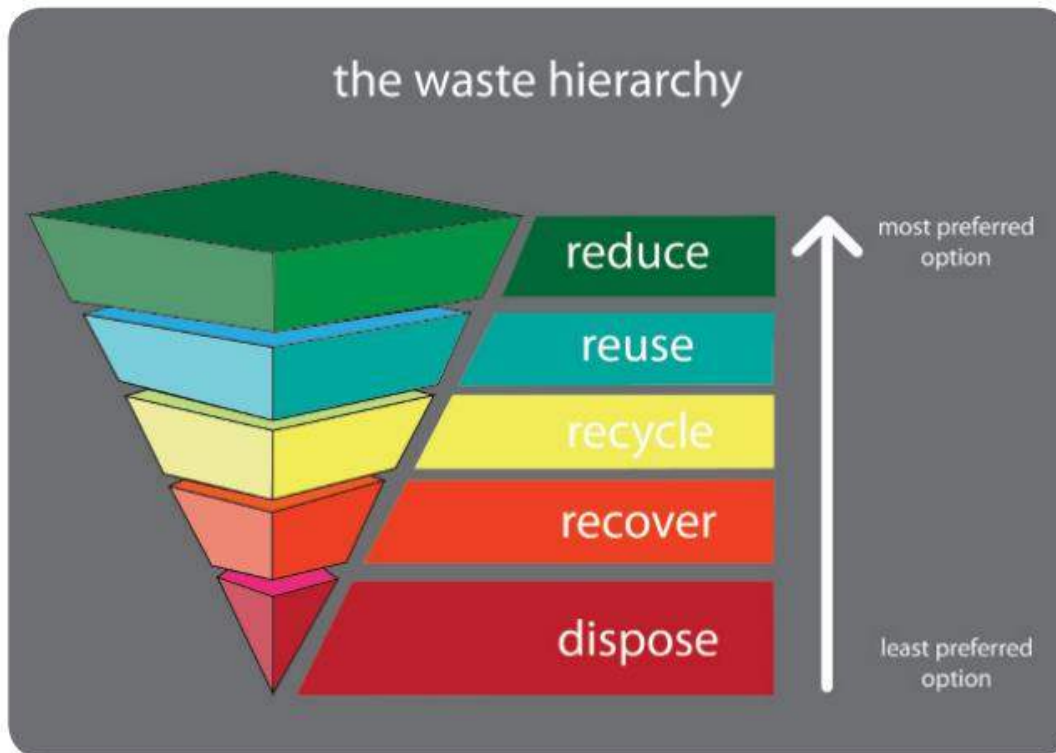 the waste hierarchy
reduce
most preferred
option
reuse
recycle
recover
dispose
least preferred
option